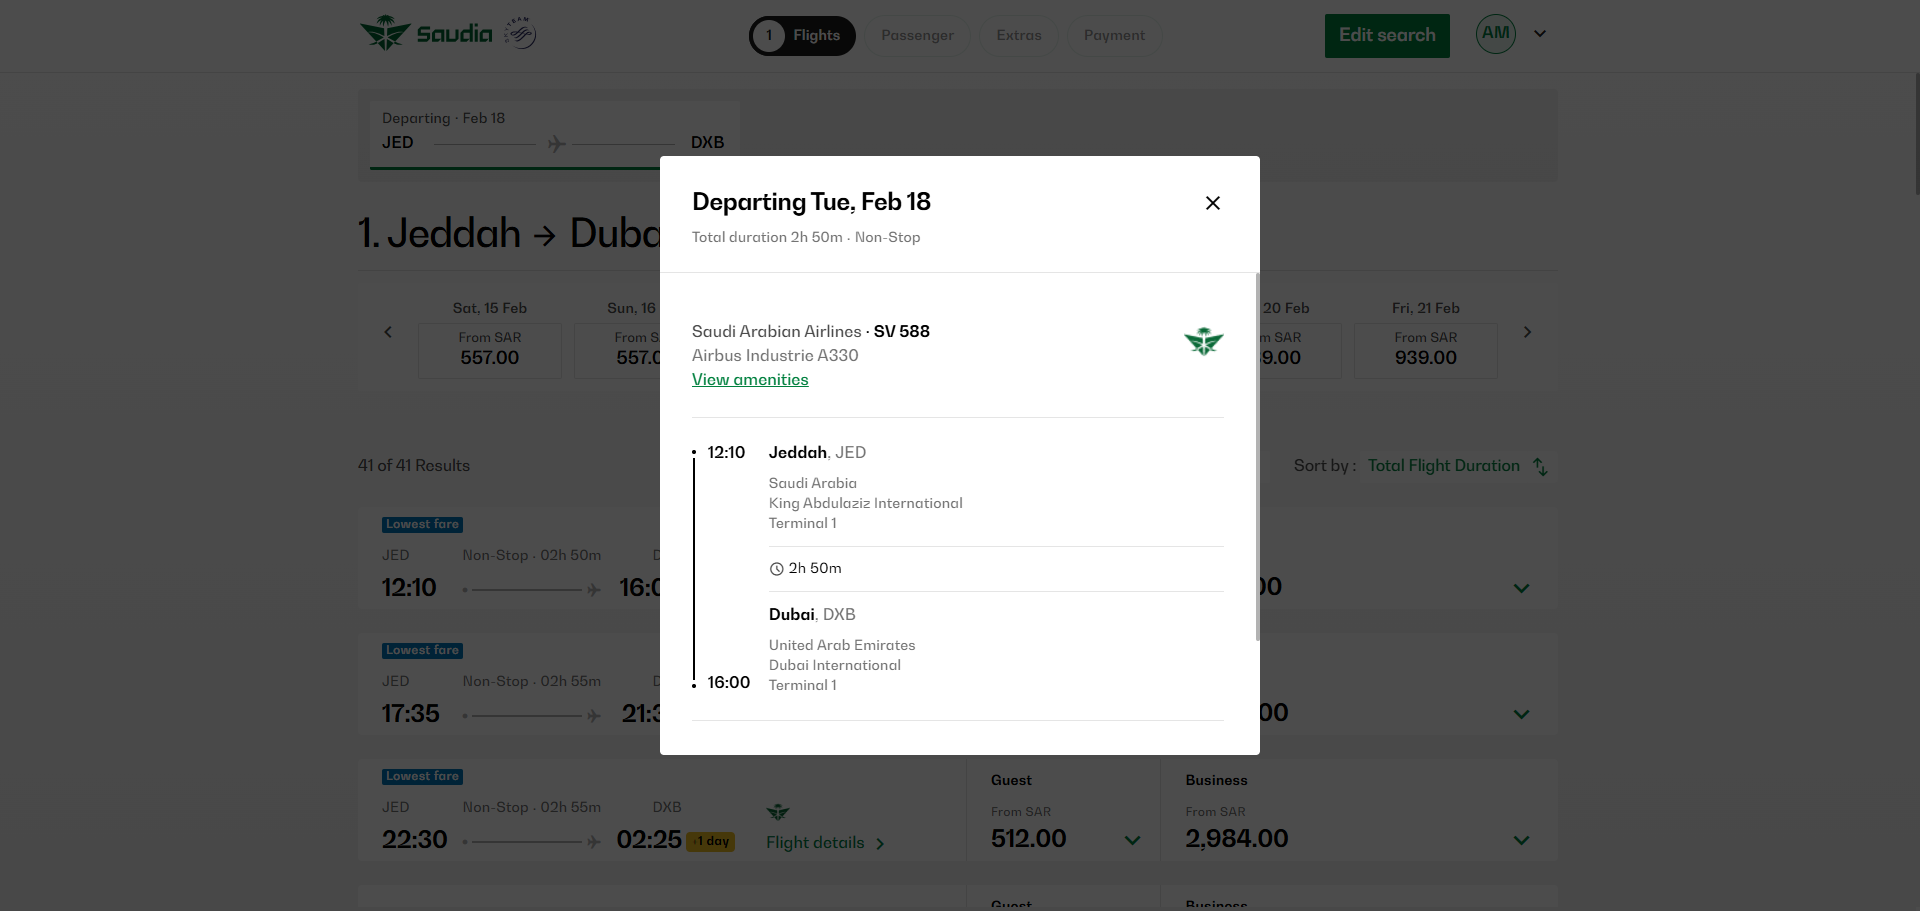 Saudia
SKYTEAM
1 Flights
Passenger
Extras
Payment
Edit search
AM
Departing · Feb 18
JED
DXB
1. Jeddah → Duba
Sat, 15 Feb
From SAR
557.00
Sun, 16
From S
557.0
20 Feb
m SAR
9.00
Fri, 21 Feb
From SAR
939.00
41 of 41 Results
Sort by : Total Flight Duration
Lowest fare
JED Non-Stop · 02h 50m D
12:10 16:0
00
Lowest fare
JED Non-Stop · 02h 55m D
17:35 21:3
00
Lowest fare
JED Non-Stop · 02h 55m DXB
22:30 02:25 +1 day
Flight details
Guest
From SAR
512.00
Business
From SAR
2,984.00
Guest
Business
Departing Tue, Feb 18
Total duration 2h 50m · Non-Stop
Saudi Arabian Airlines · SV 588
Airbus Industrie A330
View amenities
12:10 Jeddah, JED
Saudi Arabia
King Abdulaziz International
Terminal 1
2h 50m
Dubai, DXB
United Arab Emirates
Dubai International
16:00 Terminal 1